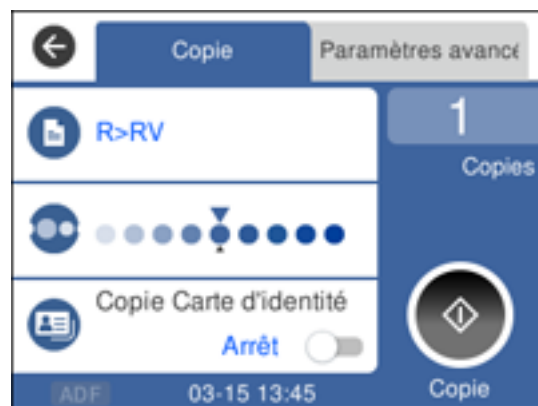 Copie
Paramètres avancé
R>RV
1
Copies
Copie Carte d'identité
Arrêt
ADF
03-15 13:45
Copie